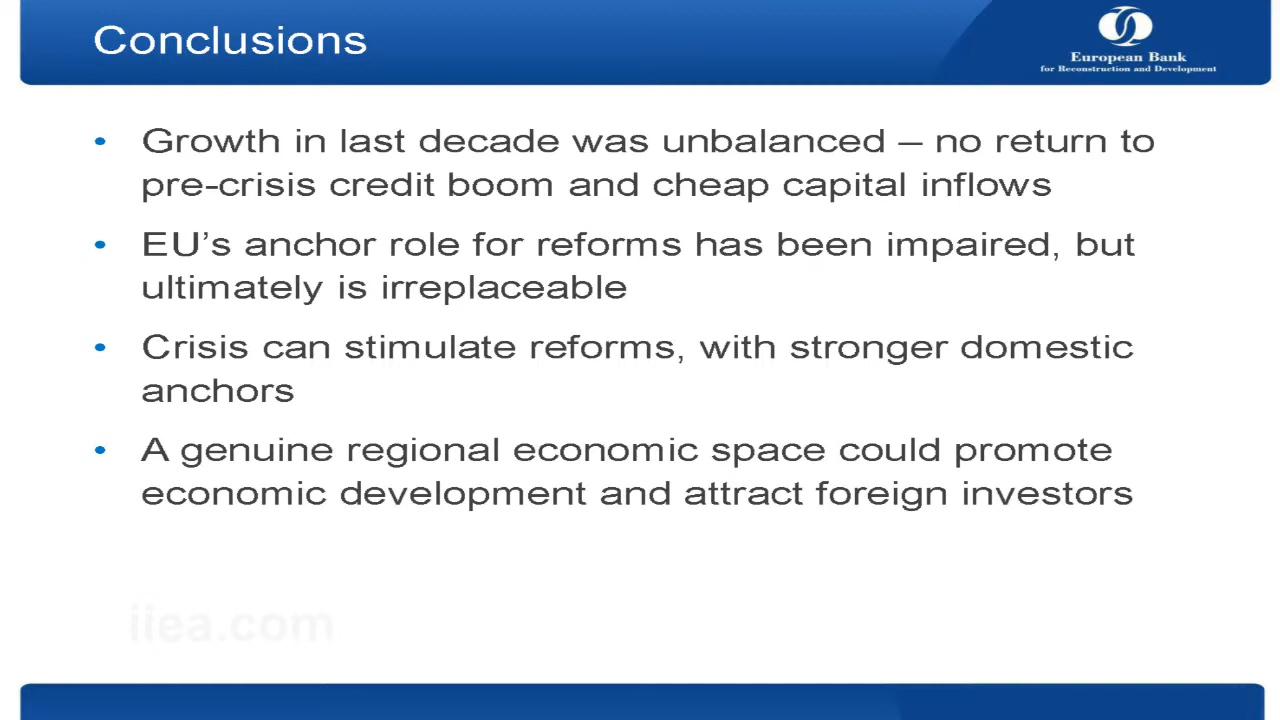 Conclusions
European Bank
for Reconstruction and Development
• Growth in last decade was unbalanced – no return to
pre-crisis credit boom and cheap capital inflows
• EU’s anchor role for reforms has been impaired, but
ultimately is irreplaceable
• Crisis can stimulate reforms, with stronger domestic
anchors
• A genuine regional economic space could promote
economic development and attract foreign investors
iiea.com